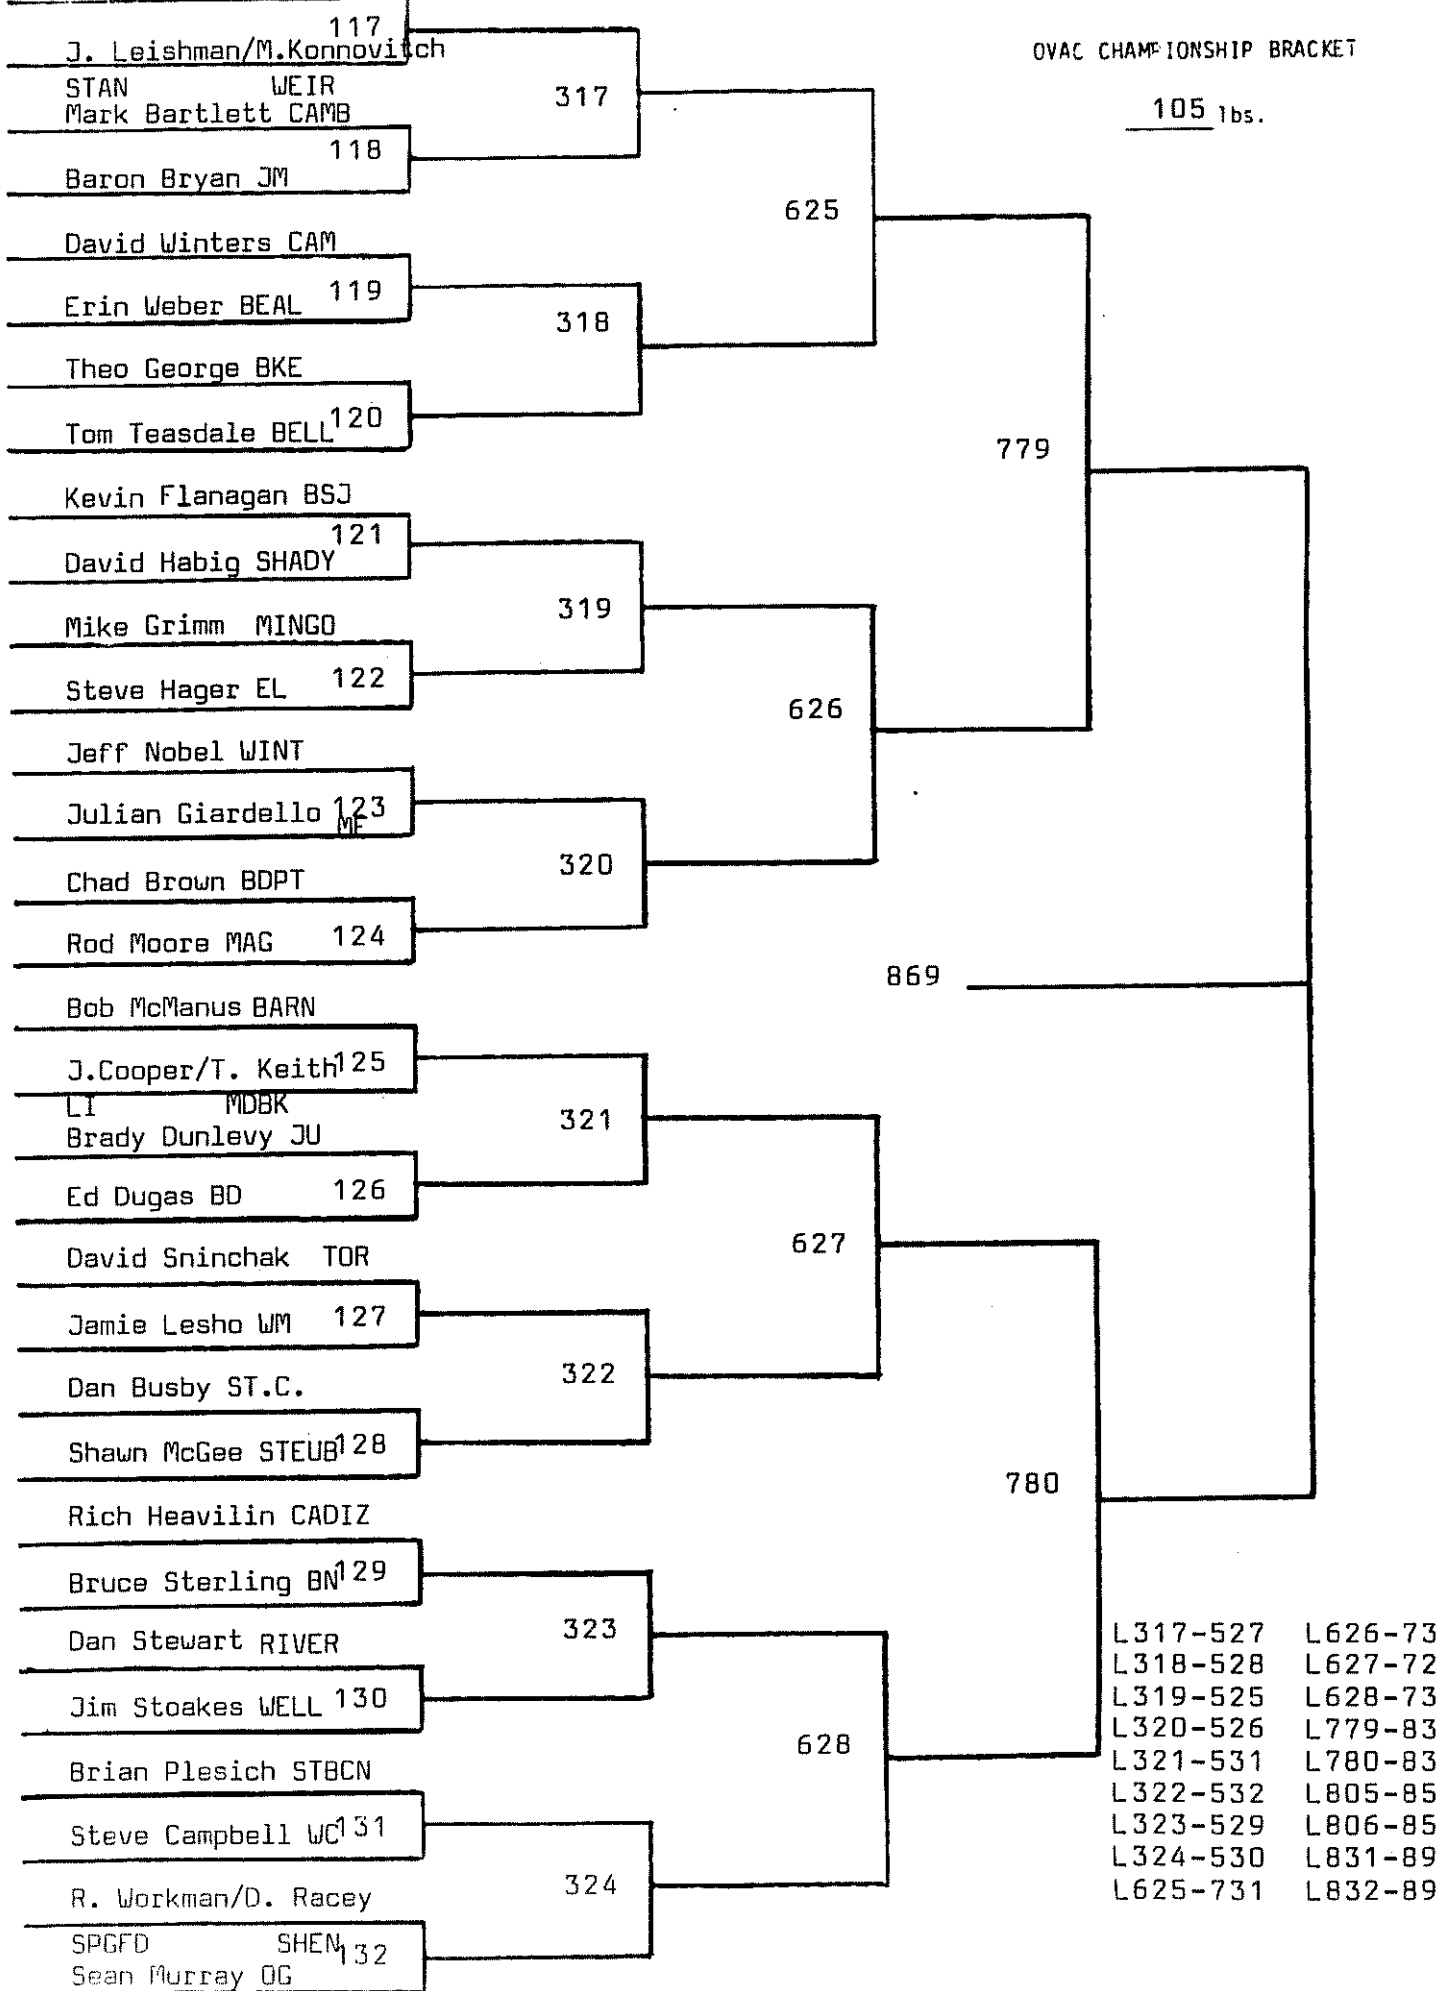 117
J. Leishman/M.Konnovitch
OVAC CHAMPIONSHIP BRACKET
STAN WEIR
317
105 lbs.
Mark Bartlett CAMB
118
Baron Bryan JM
625
David Winters CAM
119
Erin Weber BEAL
318
Theo George BKE
120
Tom Teasdale BELL
779
Kevin Flanagan BSJ
121
David Habig SHADY
319
Mike Grimm MINGO
122
Steve Hager EL
626
Jeff Nobel WINT
123
Julian Giardello
MF
320
Chad Brown BDPT
124
Rod Moore MAG
869
Bob McManus BARN
J.Cooper/T. Keith 125
LI MDBK
321
Brady Dunlevy JU
126
Ed Dugas BD
627
David Sninchak TOR
127
Jamie Lesho WM
322
Dan Busby ST.C.
Shawn McGee STEUB 128
780
Rich Heavilin CADIZ
Bruce Sterling BN 129
323
Dan Stewart RIVER
Jim Stoakes WELL 130
628
Brian Plesich STBCN
Steve Campbell WC 131
324
R. Workman/D. Racey
SPGFD SHEN
132
Sean Murray OG
L317-527 L626-73
L318-528 L627-72
L319-525 L628-73
L320-526 L779-83
L321-531 L780-83
L322-532 L805-85
L323-529 L806-85
L324-530 L831-89
L625-731 L832-89